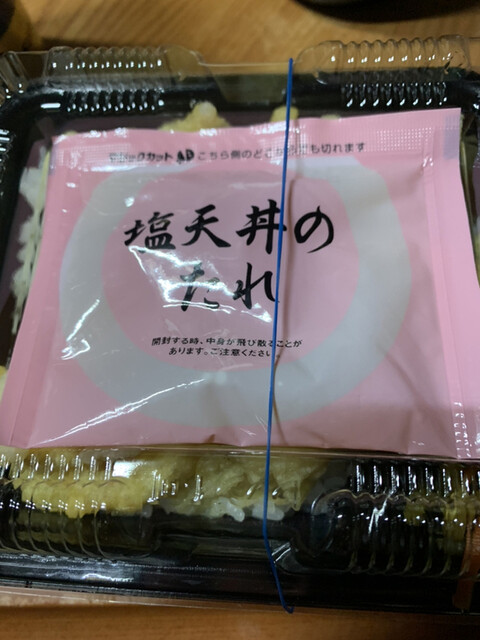 マジックカット こちら側のどこからでも切れます
塩天丼の
たれ
開封する時、中身が飛び散ることが
あります。ご注意ください